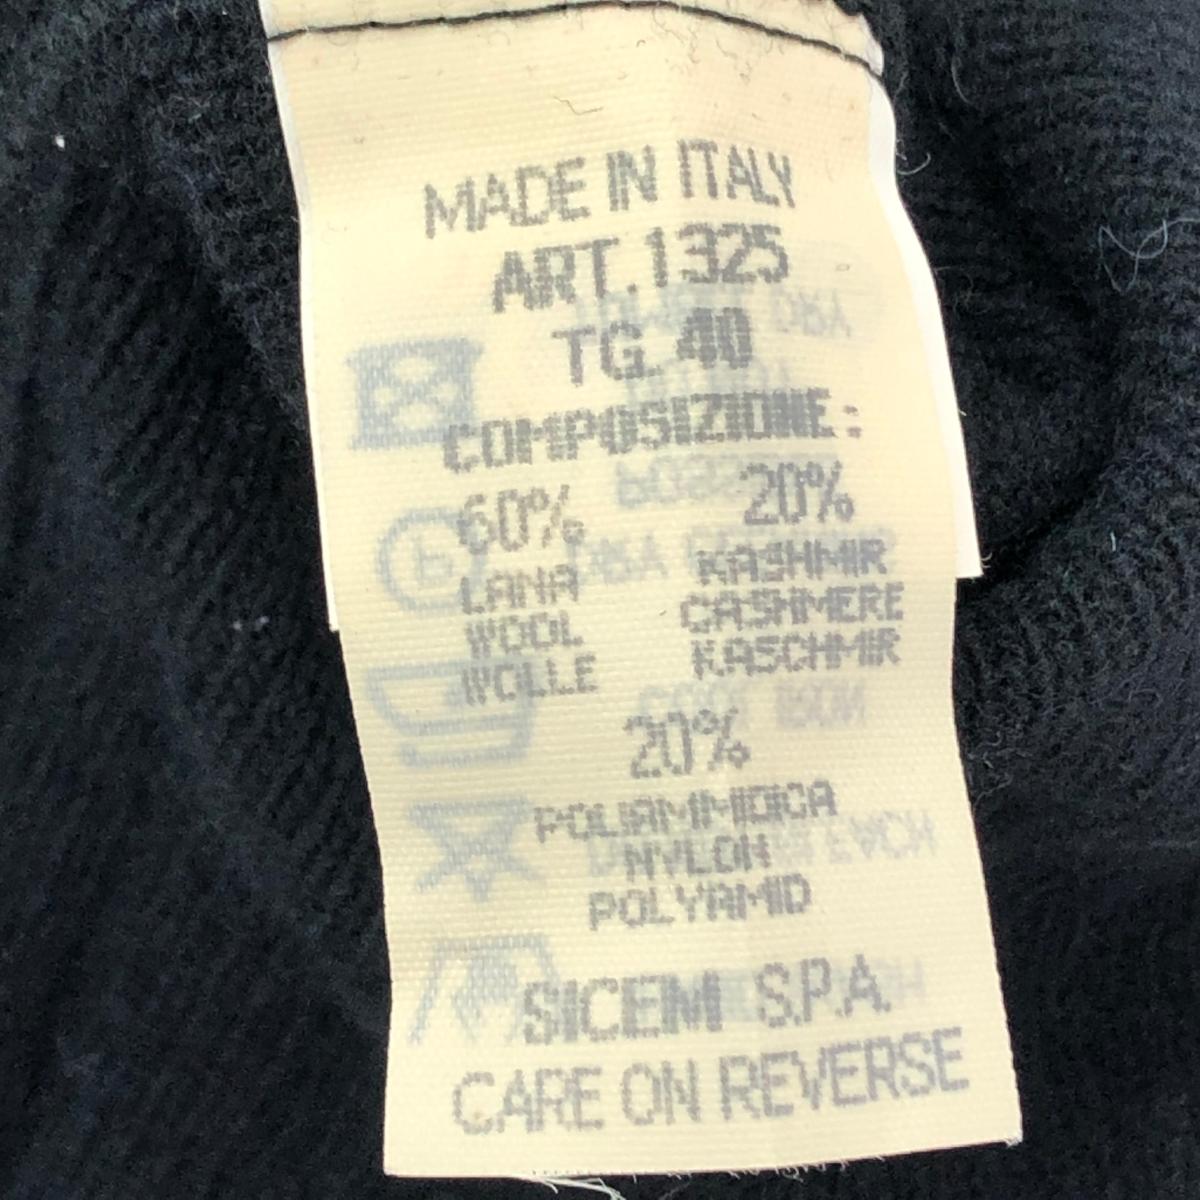 MADE IN ITALY
ART. 1325
TG. 40
COMPOSIZIONE:
60% 20%
LANA KASHMIR
WOOL CASHMERE
WOLLE KASCHMIR
20%
POLIAMMIDICA
NYLON
POLYAMID
SICEM S.P.A.
CARE ON REVERSE